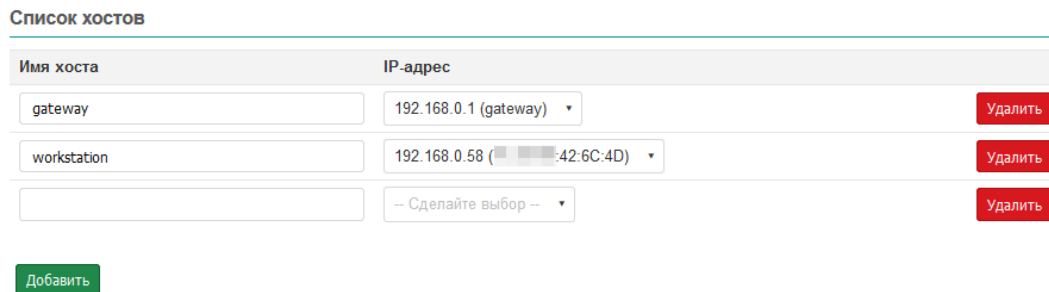 Список хостов
Имя хоста IP-адрес
gateway 192.168.0.1 (gateway) Удалить
workstation 192.168.0.58 ( :42:6C:4D) Удалить
-- Сделайте выбор -- Удалить
Добавить